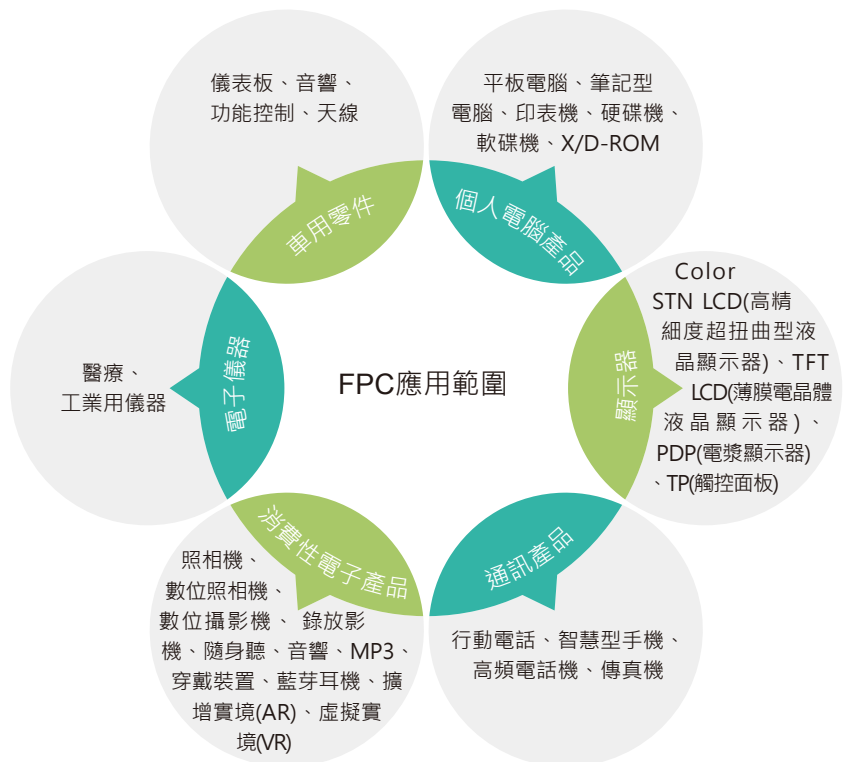 儀表板、音響、
功能控制、天線
車用零件
平板電腦、筆記型
電腦、印表機、硬碟機、
軟碟機、X/D-ROM
個人電腦產品
Color
STN LCD(高精
細度超扭曲型液
晶顯示器)、TFT
LCD(薄膜電晶體
液晶顯示器)、
PDP(電漿顯示器)
、TP(觸控面板)
顯示器
FPC應用範圍
醫療、
工業用儀器
電子儀器
消費性電子產品
照相機、
數位照相機、
數位攝影機、 錄放影
機、隨身聽、音響、MP3、
穿戴裝置、藍芽耳機、擴
增實境(AR)、虛擬實
境(VR)
通訊產品
行動電話、智慧型手機、
高頻電話機、傳真機